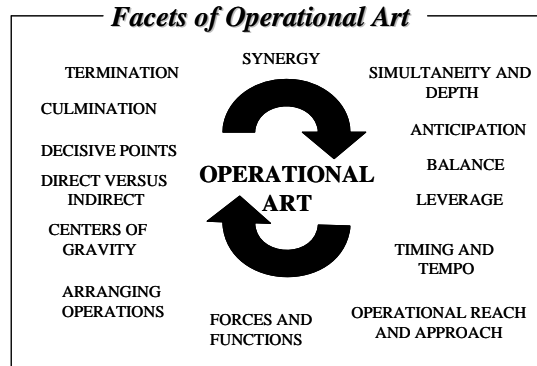 Facets of Operational Art
SYNERGY
TERMINATION
SIMULTANEITY AND
DEPTH
CULMINATION
ANTICIPATION
DECISIVE POINTS
BALANCE
DIRECT VERSUS
INDIRECT
OPERATIONAL
ART
LEVERAGE
CENTERS OF
GRAVITY
TIMING AND
TEMPO
ARRANGING
OPERATIONS
FORCES AND
FUNCTIONS
OPERATIONAL REACH
AND APPROACH